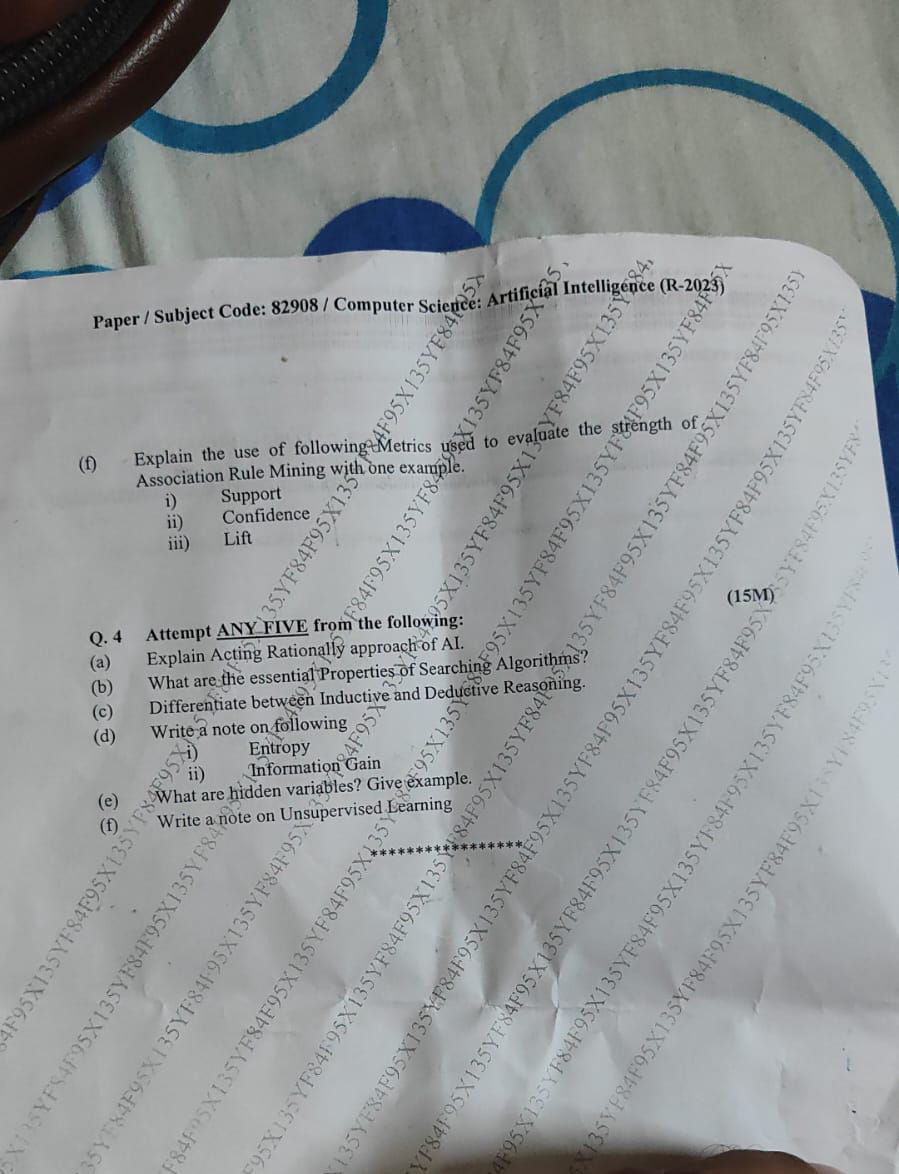 Paper / Subject Code: 82908 / Computer Science: Artificial Intelligence (R-2023)
(f) Explain the use of following Metrics used to evaluate the strength of
Association Rule Mining with one example.
i) Support
ii) Confidence
iii) Lift
(15M)
Q. 4 Attempt ANY FIVE from the following:
(a) Explain Acting Rationally approach of AI.
(b) What are the essential Properties of Searching Algorithms?
(c) Differentiate between Inductive and Deductive Reasoning.
(d) Write a note on following
i) Entropy
ii) Information Gain
(e) What are hidden variables? Give example.
(f) Write a note on Unsupervised Learning
*****************